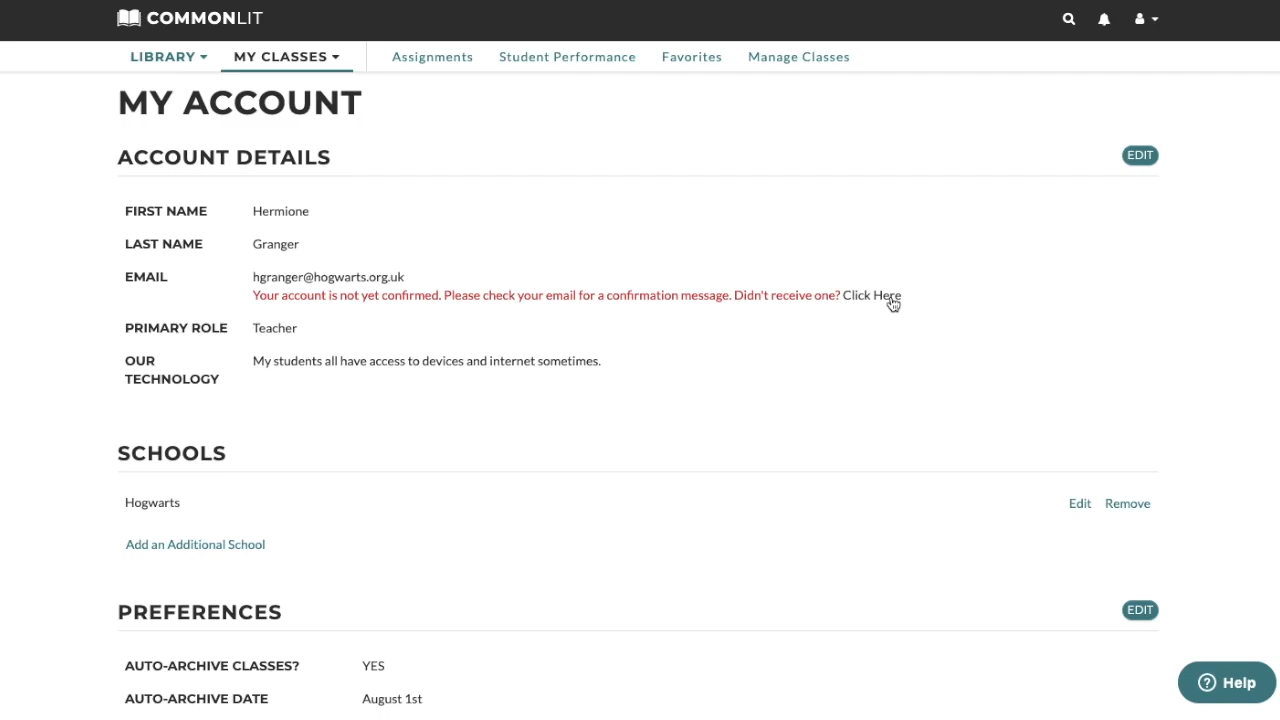 COMMONLIT
LIBRARY MY CLASSES Assignments Student Performance Favorites Manage Classes
MY ACCOUNT
ACCOUNT DETAILS EDIT
FIRST NAME Hermione
LAST NAME Granger
EMAIL hgranger@hogwarts.org.uk
Your account is not yet confirmed. Please check your email for a confirmation message. Didn't receive one? Click Here
PRIMARY ROLE Teacher
OUR My students all have access to devices and internet sometimes.
TECHNOLOGY
SCHOOLS
Hogwarts Edit Remove
Add an Additional School
PREFERENCES EDIT
AUTO-ARCHIVE CLASSES? YES
Help
AUTO-ARCHIVE DATE August 1st